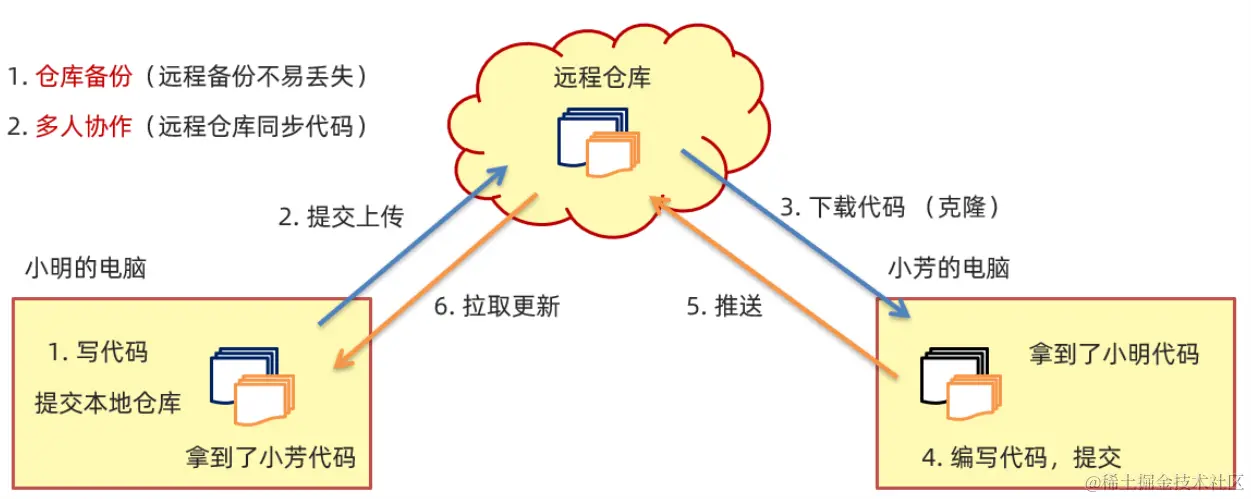 1. 仓库备份（远程备份不易丢失）
2. 多人协作（远程仓库同步代码）
远程仓库
2. 提交上传
3. 下载代码 （克隆）
小明的电脑
小芳的电脑
6. 拉取更新
5. 推送
1. 写代码
提交本地仓库
拿到了小芳代码
拿到了小明代码
4. 编写代码，提交
@稀土掘金技术社区